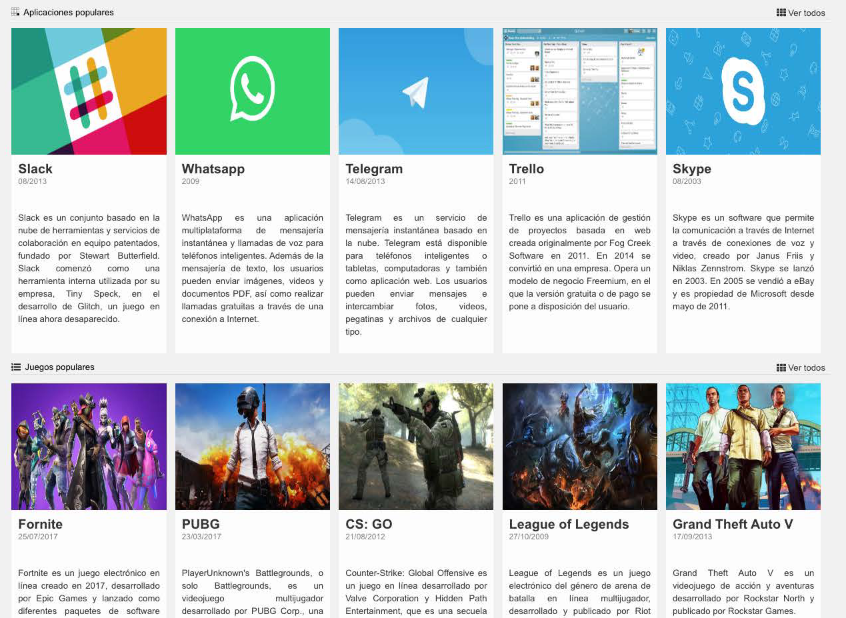 Aplicaciones populares
Ver todos
Slack
08/2013
Slack es un conjunto basado en la
nube de herramientas y servicios de
colaboración en equipo patentados,
fundado por Stewart Butterfield.
Slack comenzó como una
herramienta interna utilizada por su
empresa, Tiny Speck, en el
desarrollo de Glitch, un juego en
línea ahora desaparecido.
Whatsapp
2009
WhatsApp es una aplicación
multiplataforma de mensajería
instantánea y llamadas de voz para
teléfonos inteligentes. Además de la
mensajería de texto, los usuarios
pueden enviar imágenes, videos y
documentos PDF, así como realizar
llamadas gratuitas a través de una
conexión a Internet.
Telegram
14/08/2013
Telegram es un servicio de
mensajería instantánea basado en
la nube. Telegram está disponible
para teléfonos inteligentes o
tabletas, computadoras y también
como aplicación web. Los usuarios
pueden enviar mensajes e
intercambiar fotos, videos,
pegatinas y archivos de cualquier
tipo.
Trello
2011
Trello es una aplicación de gestión
de proyectos basada en web
creada originalmente por Fog Creek
Software en 2011. En 2014 se
convirtió en una empresa. Opera un
modelo de negocio Freemium, en el
que la versión gratuita o de pago se
pone a disposición del usuario.
Skype
08/2003
Skype es un software que permite
la comunicación a través de Internet
a través de conexiones de voz y
video, creado por Janus Friis y
Niklas Zennstrom. Skype se lanzó
en 2003. En 2005 se vendió a eBay
y es propiedad de Microsoft desde
mayo de 2011.
Juegos populares
Ver todos
Fornite
25/07/2017
Fortnite es un juego electrónico en
línea creado en 2017, desarrollado
por Epic Games y lanzado como
diferentes paquetes de software
PUBG
23/03/2017
PlayerUnknown's Battlegrounds, o
solo Battlegrounds, es un
videojuego multijugador
desarrollado por PUBG Corp., una
CS: GO
21/08/2012
Counter-Strike: Global Offensive es
un juego en línea desarrollado por
Valve Corporation y Hidden Path
Entertainment, que es una secuela
League of Legends
27/10/2009
League of Legends es un juego
electrónico del género de arena de
batalla en línea multijugador,
desarrollado y publicado por Riot
Grand Theft Auto V
17/09/2013
Grand Theft Auto V es un
videojuego de acción y aventuras
desarrollado por Rockstar North y
publicado por Rockstar Games.